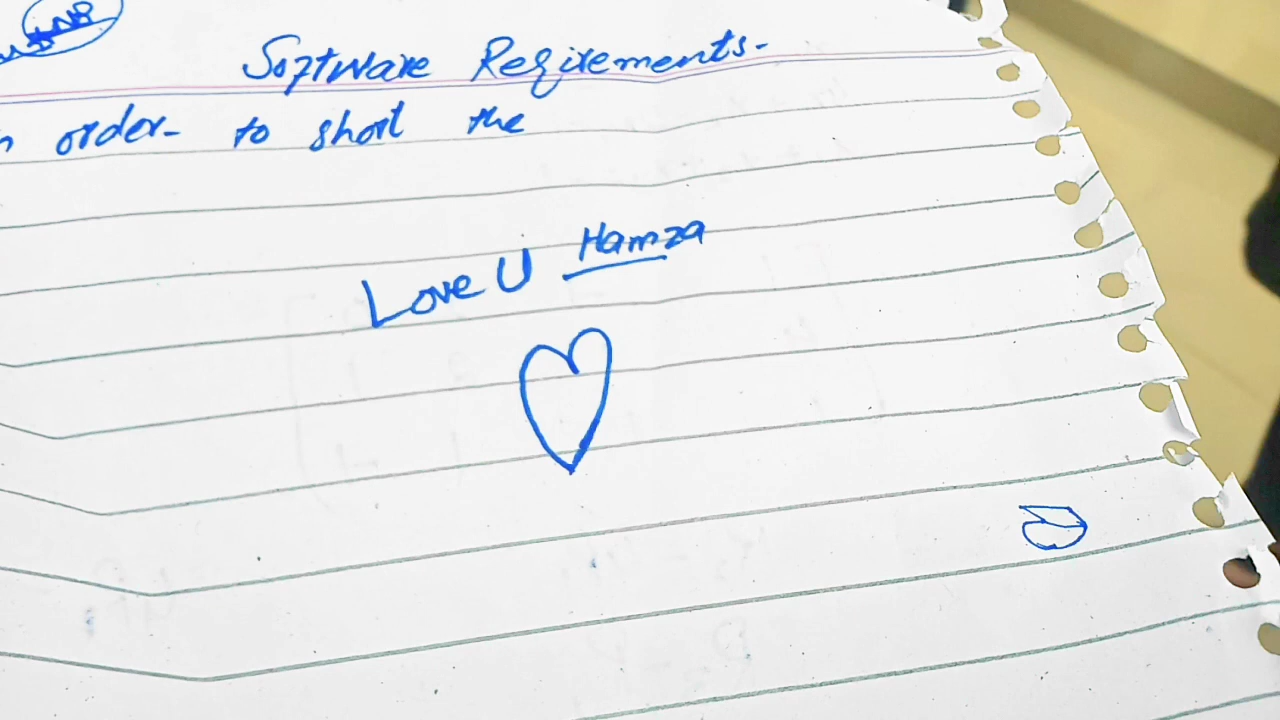 Software Reqirements.
order to short the
Love U Hamza